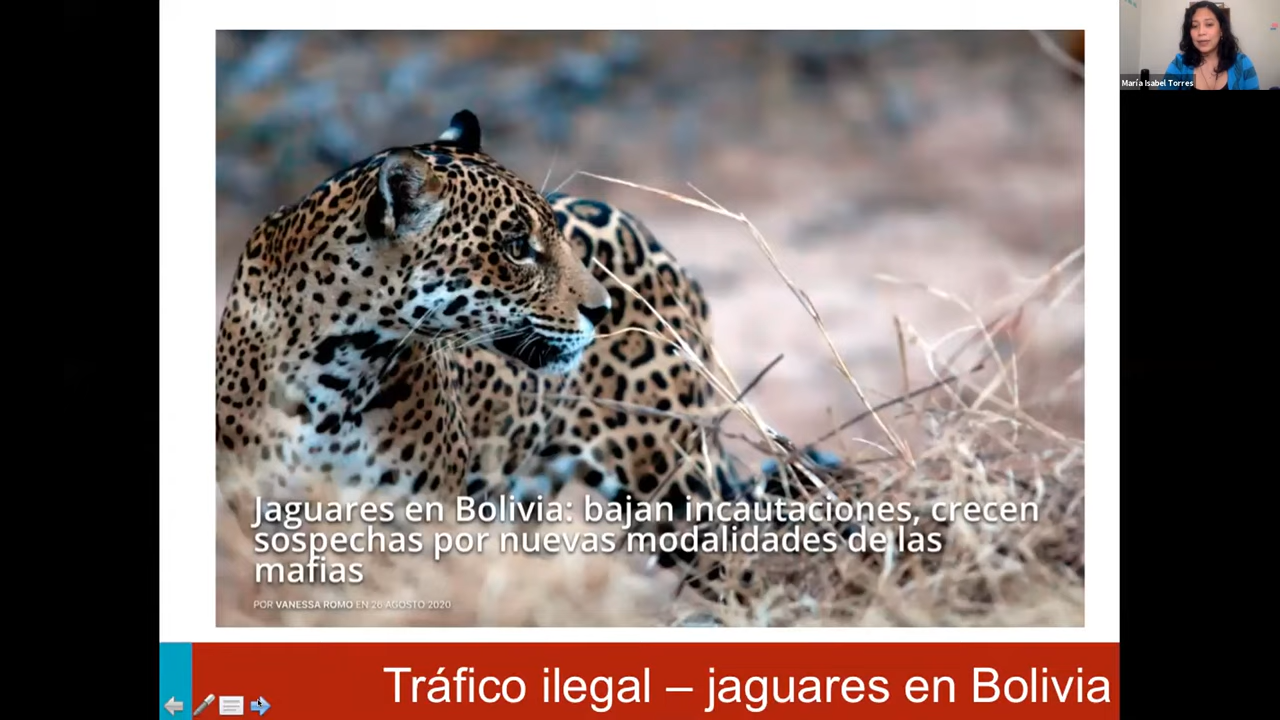 María Isabel Torres
Jaguares en Bolivia: bajan incautaciones, crecen
sospechas por nuevas modalidades de las
mafias
POR VANESSA ROMO EN 26 AGOSTO 2020
Tráfico ilegal – jaguares en Bolivia